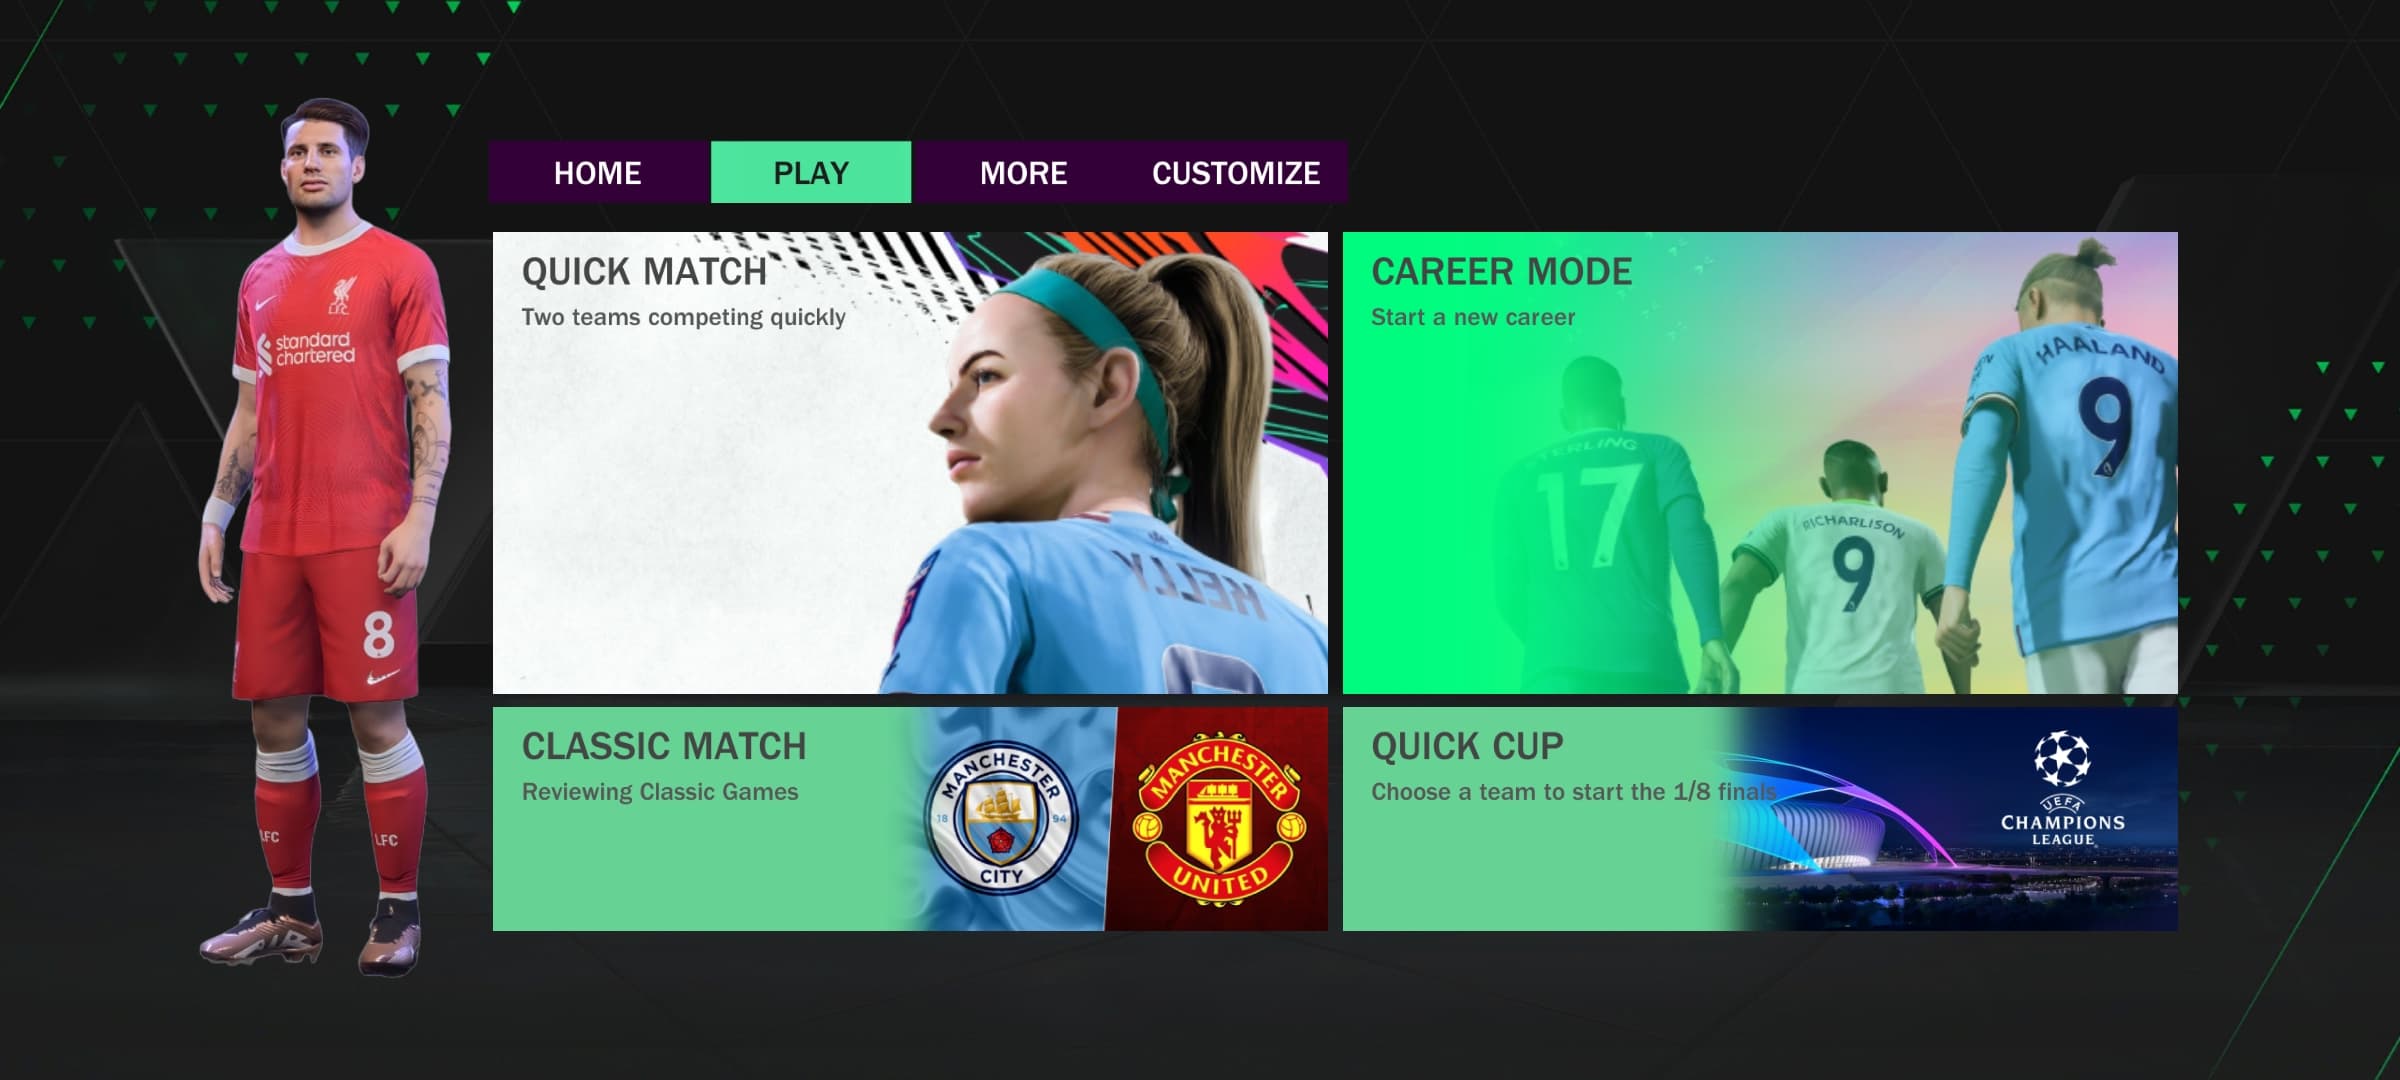 HOME
PLAY
MORE
CUSTOMIZE
QUICK MATCH
Two teams competing quickly
KELLY
CAREER MODE
Start a new career
STERLING
17
RICHARLISON
9
HAALAND
9
L.F.C.
standard
chartered
8
LFC
LFC
CLASSIC MATCH
Reviewing Classic Games
MANCHESTER
18 94
CITY
MANCHESTER
UNITED
QUICK CUP
Choose a team to start the 1/8 finals
UEFA
CHAMPIONS
LEAGUE